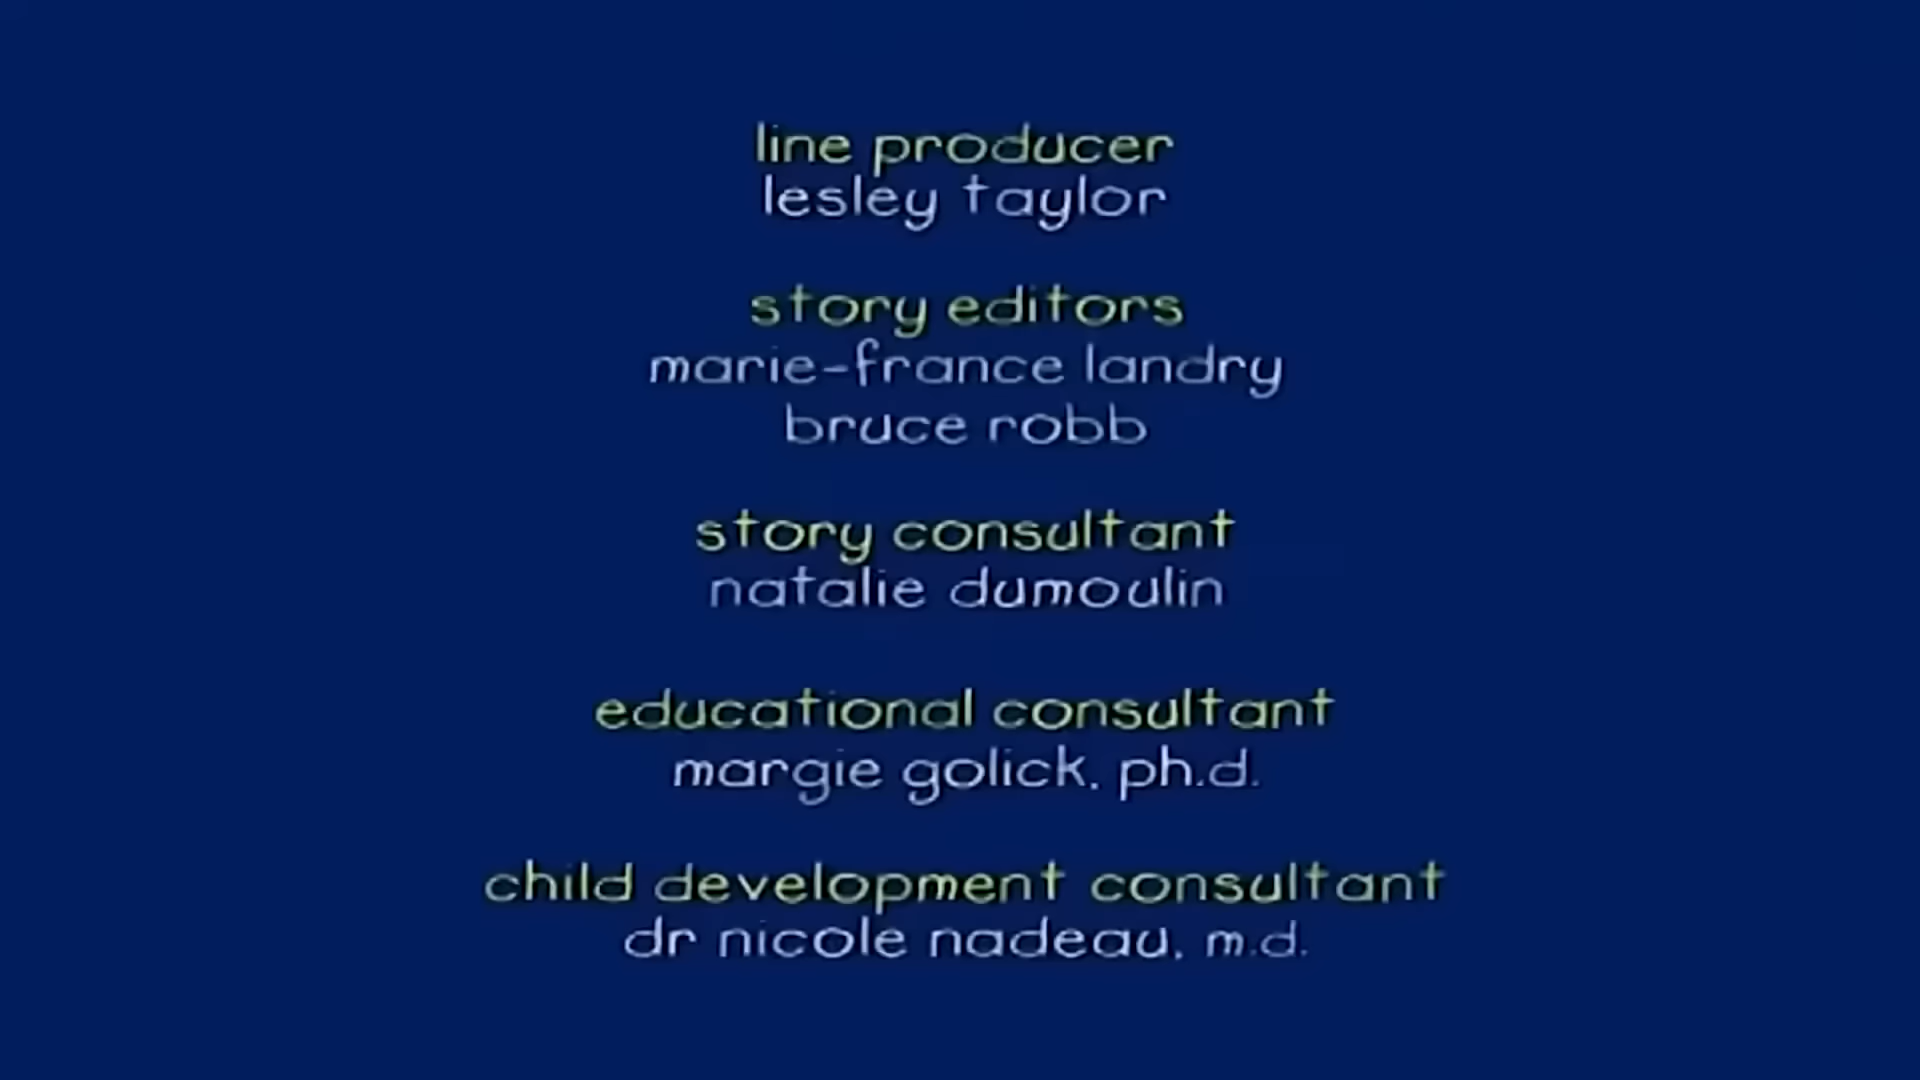 line producer
lesley taylor
story editors
marie-france landry
bruce robb
story consultant
natalie dumoulin
educational consultant
margie golick, ph.d.
child development consultant
dr nicole nadeau, m.d.